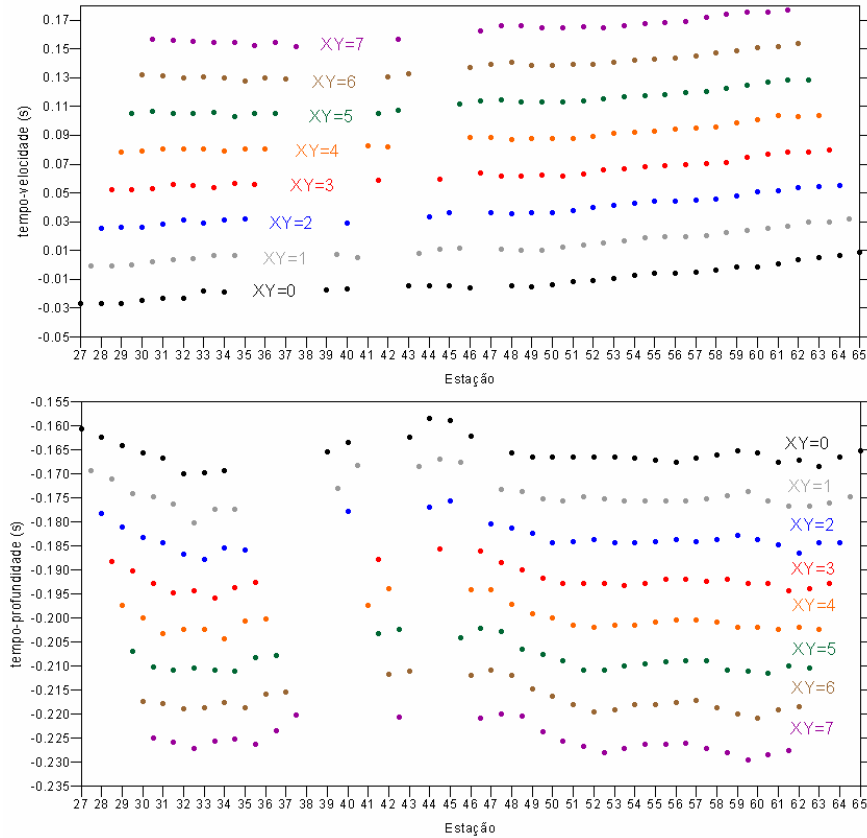 0.17
0.15
0.13
0.11
0.09
0.07
0.05
0.03
0.01
-0.01
-0.03
-0.05
tempo-velocidade (s)
XY=7
XY=6
XY=5
XY=4
XY=3
XY=2
XY=1
XY=0
27 28 29 30 31 32 33 34 35 36 37 38 39 40 41 42 43 44 45 46 47 48 49 50 51 52 53 54 55 56 57 58 59 60 61 62 63 64 65
Estação
-0.155
-0.160
-0.165
-0.170
-0.175
-0.180
-0.185
-0.190
-0.195
-0.200
-0.205
-0.210
-0.215
-0.220
-0.225
-0.230
-0.235
tempo-profundidade (s)
XY=0
XY=1
XY=2
XY=3
XY=4
XY=5
XY=6
XY=7
27 28 29 30 31 32 33 34 35 36 37 38 39 40 41 42 43 44 45 46 47 48 49 50 51 52 53 54 55 56 57 58 59 60 61 62 63 64 65
Estação